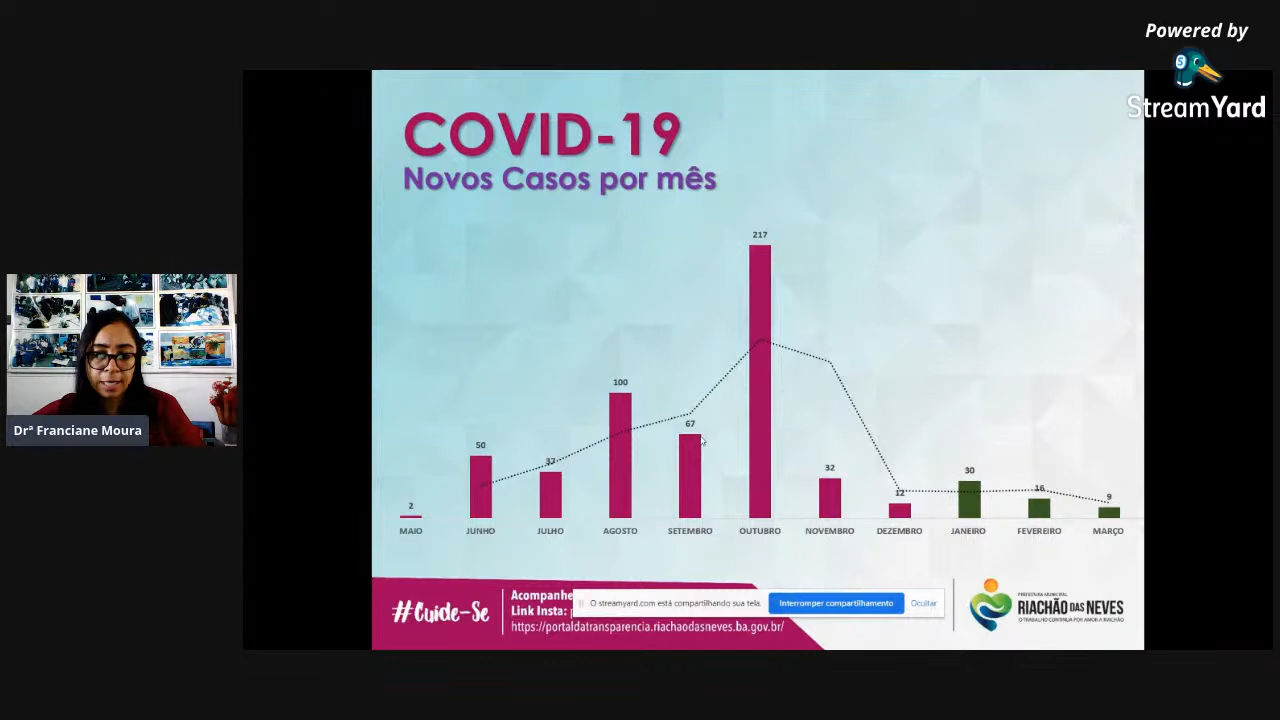 Powered by
StreamYard
COVID-19
Novos Casos por mês
217
100
67
50
37
32
30
16
12
9
2
MAIO JUNHO JULHO AGOSTO SETEMBRO OUTUBRO NOVEMBRO DEZEMBRO JANEIRO FEVEREIRO MARÇO
Drª Franciane Moura
#Cuide-Se
Acompanhe
Link Insta:
https://portaldatransparencia.riachaodasneves.ba.gov.br/
O streamyard.com está compartilhando sua tela.
Interromper compartilhamento
Ocultar
PREFEITURA MUNICIPAL
RIACHÃO DAS NEVES
O TRABALHO CONTINUA POR AMOR A RIACHÃO